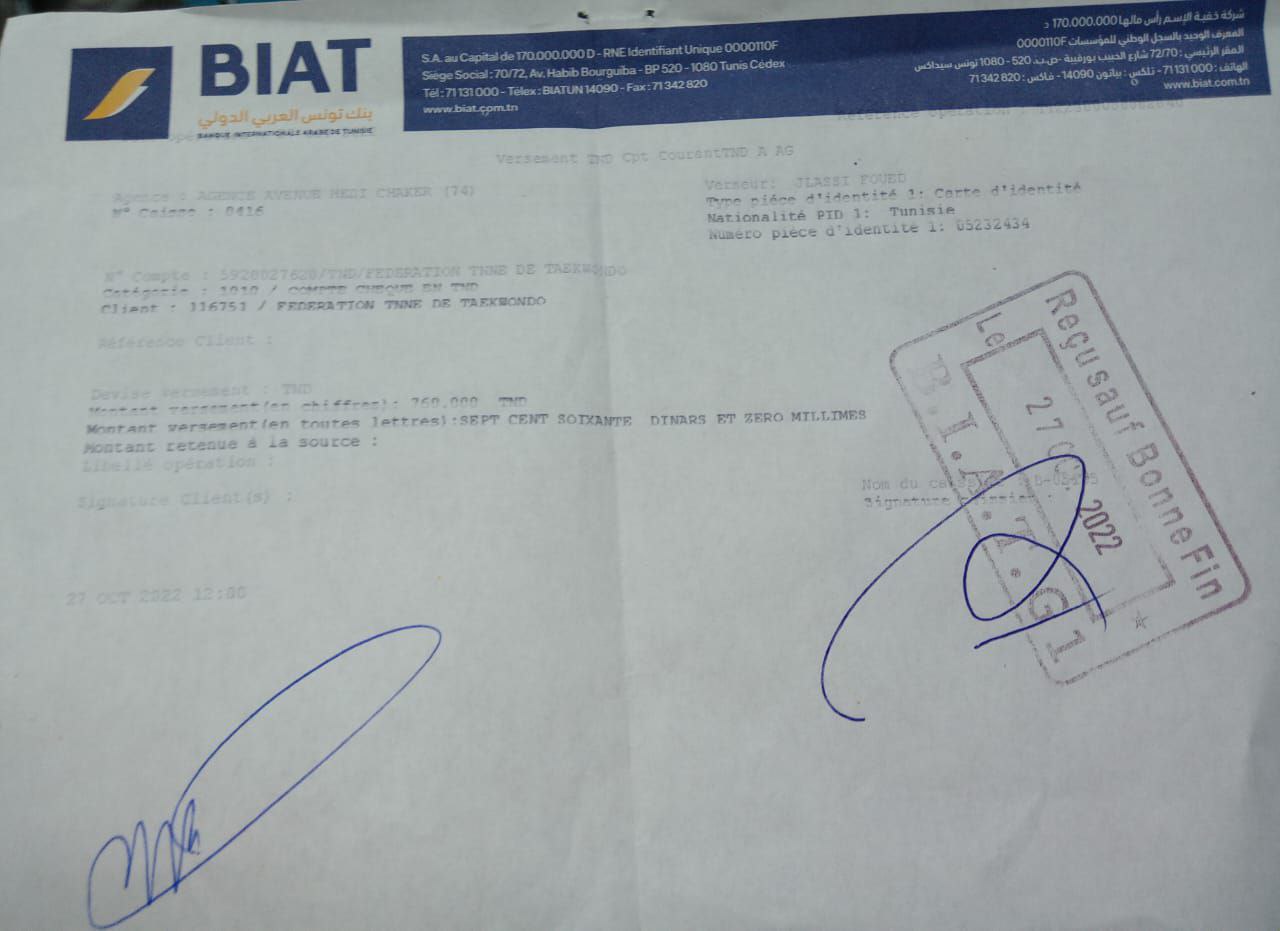 BIAT
بنك تونس العربي الدولي
BANQUE INTERNATIONALE ARABE DE TUNISIE
S.A. au Capital de 170.000.000 D - RNE Identifiant Unique 0000110F
Siège Social : 70/72, Av. Habib Bourguiba - BP 520 - 1080 Tunis Cédex
Tél : 71 131 000 - Télex : BIATUN 14090 - Fax : 71 342 820
www.biat.com.tn
شركة خفية الإسم رأس مالها 170.000.000 د
المعرف الوحيد بالسجل الوطني للمؤسسات 0000110F
المقر الرئيسي : 72/70 شارع الحبيب بورقيبة - ص.ب. 520 - 1080 تونس سيداكس
الهاتف : 71 131 000 - تلكس : بياتون 14090 - فاكس : 71 342 820
www.biat.com.tn
Référence opération :
Versement TND Cpt CourantTND A AG
Agence : AGENCE AVENUE HEDI CHAKER (74)
N° Caisse : 0416
Verseur: JLASSI FOUED
Type pièce d'identité 1: Carte d'identité
Nationalité PID 1: Tunisie
Numéro pièce d'identité 1: 05232434
N° Compte : 5920027620/TND/FEDERATION TNNE DE TAEKWONDO
Catégorie : 1010 / COMPTE CHEQUE EN TND
Client : 116751 / FEDERATION TNNE DE TAEKWONDO
Référence Client :
Devise versement : TND
Montant versement(en chiffres): 760.000 TND
Montant versement(en toutes lettres):SEPT CENT SOIXANTE DINARS ET ZERO MILLIMES
Montant retenue à la source :
Libellé opération :
Signature Client(s) :
Nom du
Signature
27 OCT 2022 12:00
Reçu sauf Bonne Fin
Le
27 2022
B.I.A.T. G1